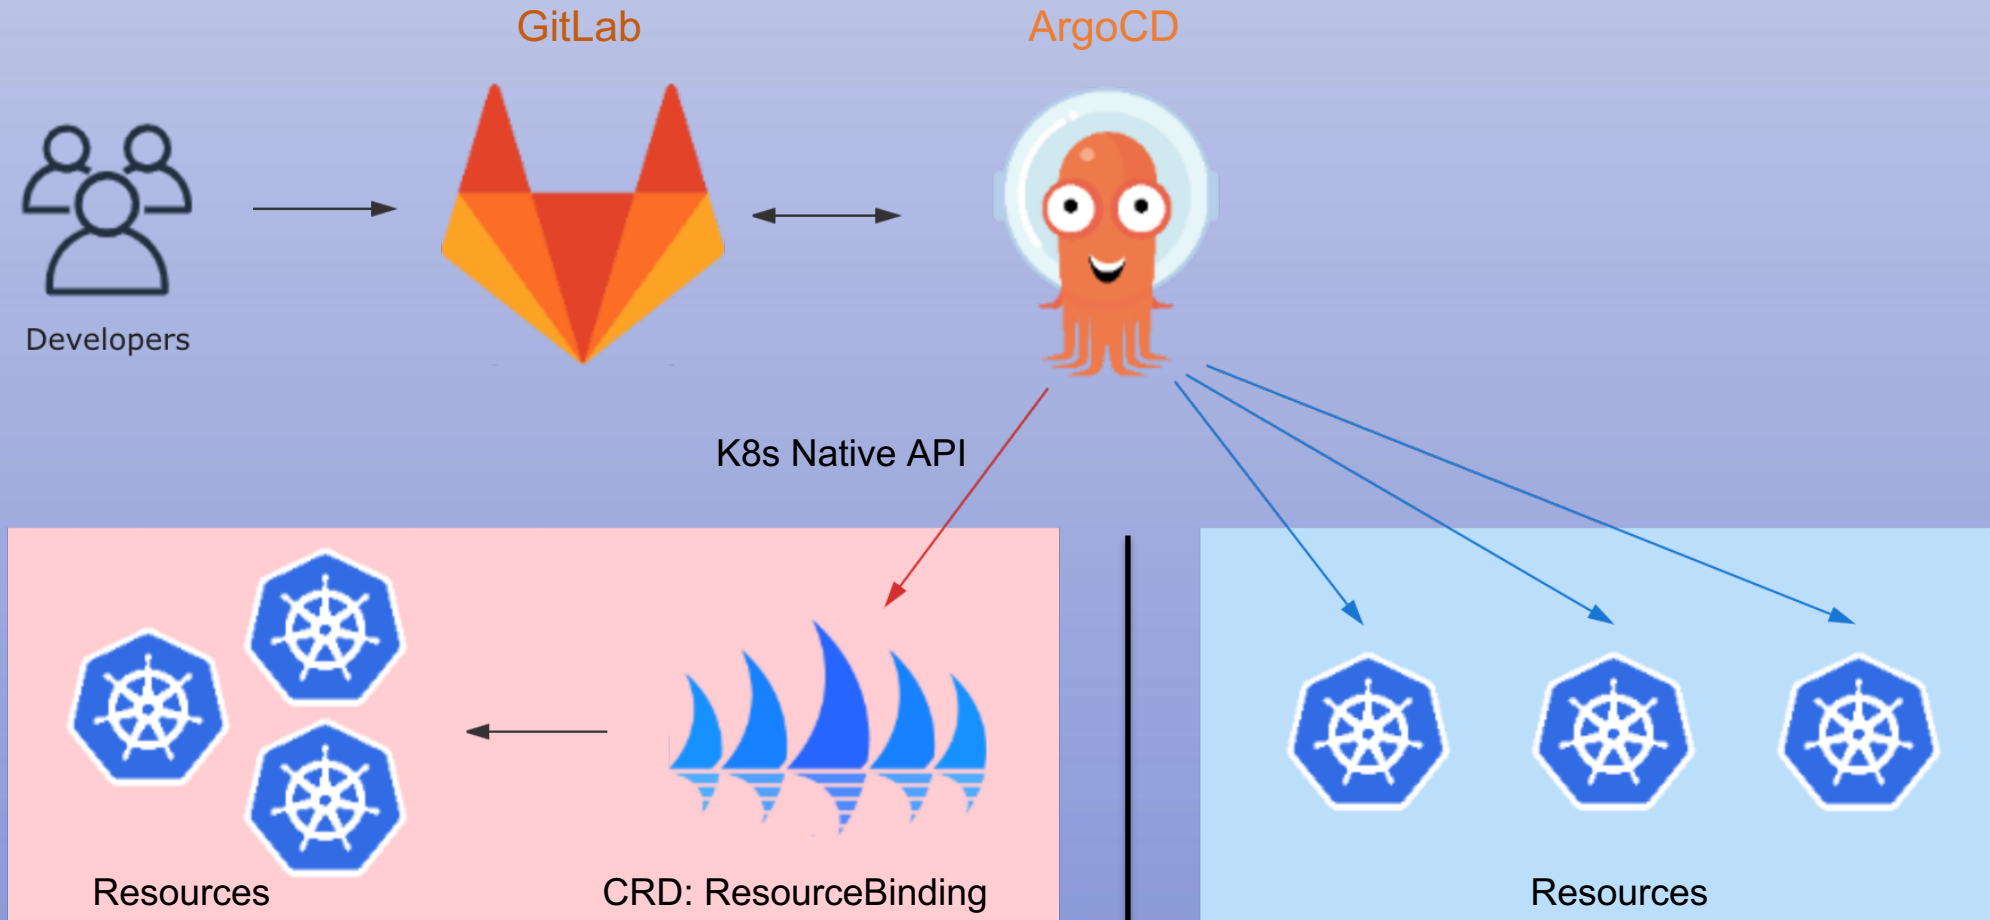 GitLab
ArgoCD
Developers
K8s Native API
Resources
CRD: ResourceBinding
Resources